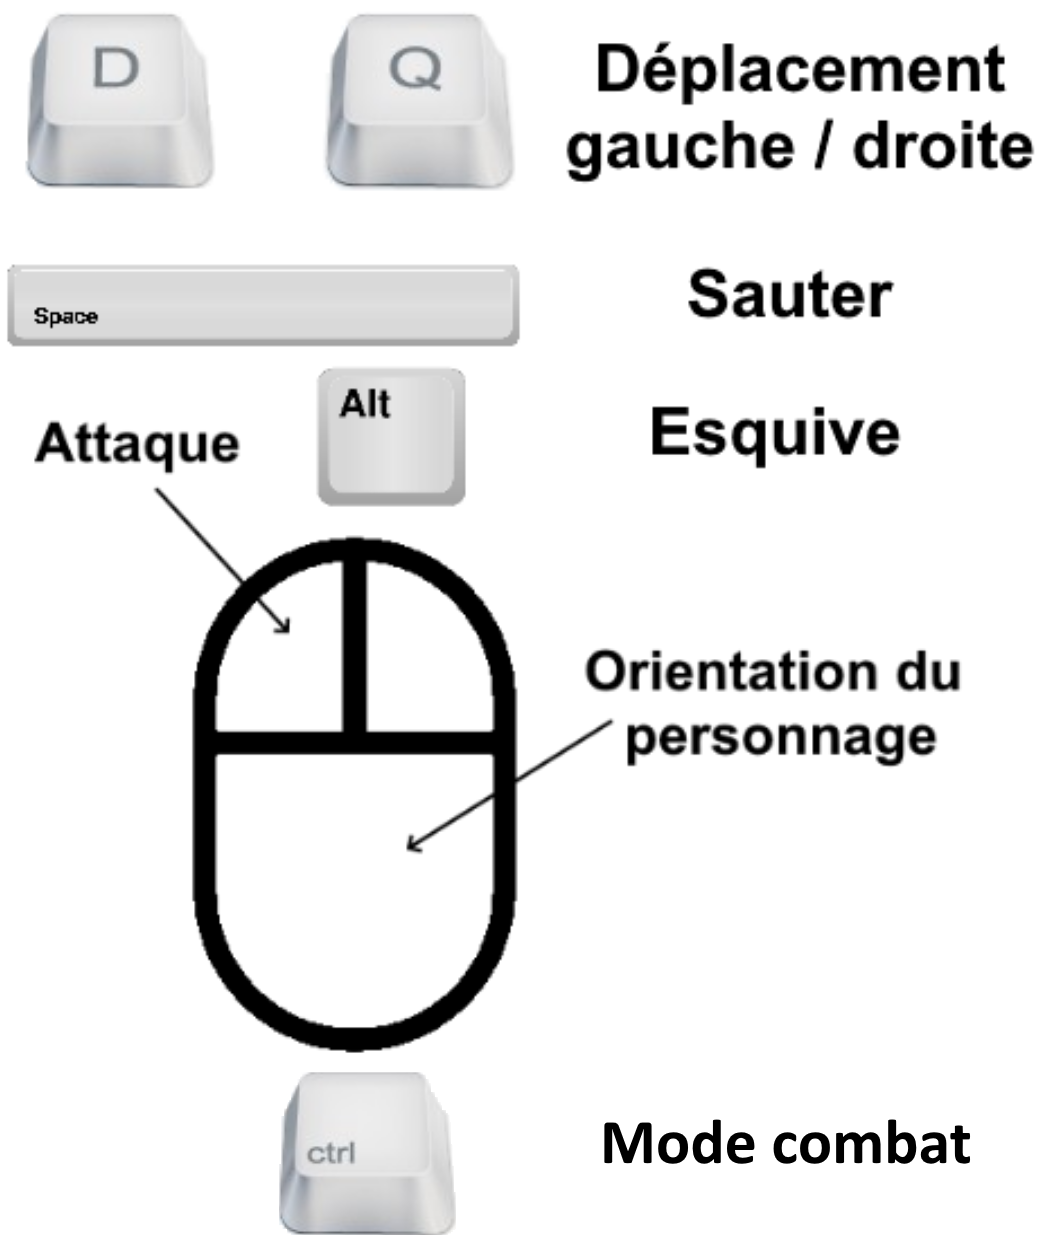 D
Q
Déplacement
gauche / droite
Space
Sauter
Alt
Esquive
Attaque
Orientation du
personnage
ctrl
Mode combat